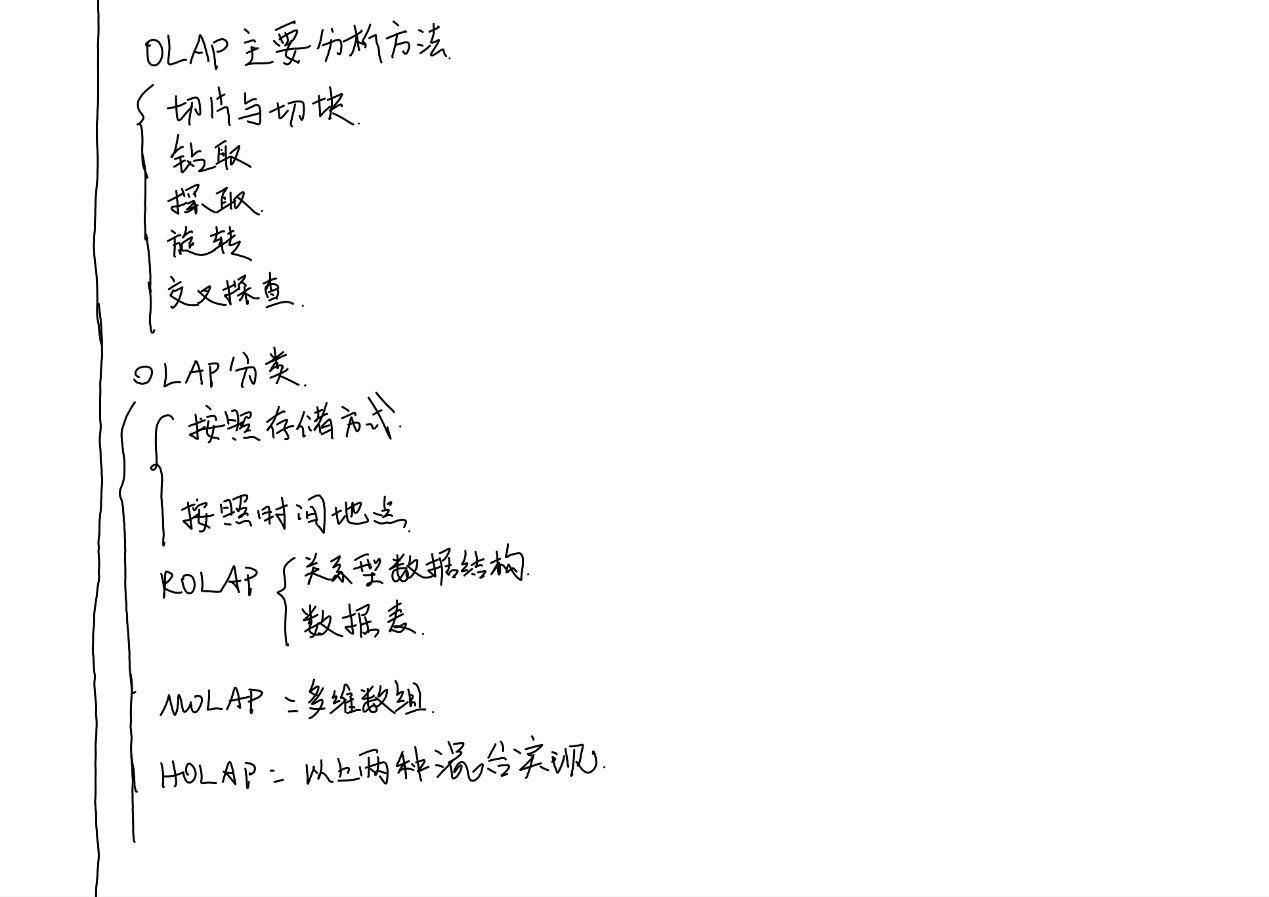 OLAP主要分析方法.
切片与切块.
钻取
探取.
旋转
交叉探查.
OLAP分类.
按照存储方式.
按照时间地点.
ROLAP
关系型数据结构.
数据表.
MOLAP = 多维数组.
HOLAP = 以上两种混合实现.